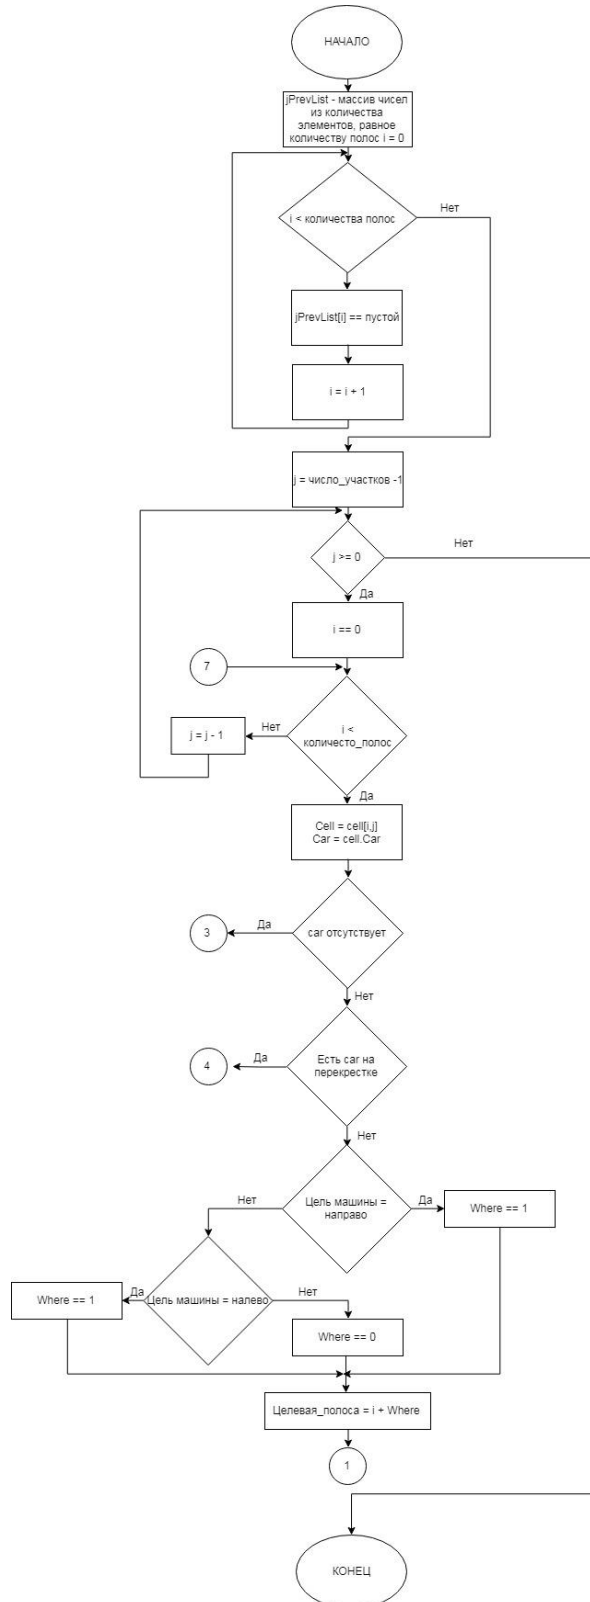 НАЧАЛО
jPrevList - массив чисел
из количества
элементов, равное
количеству полос i = 0
i < количества полос
Нет
jPrevList[i] == пустой
i = i + 1
j = число_участков -1
j >= 0
Нет
Да
i == 0
7
i <
количесто_полос
Нет
j = j - 1
Да
Cell = cell[i,j]
Car = cell.Car
car отсутствует
Да
3
Нет
Есть car на
перекрестке
Да
4
Нет
Цель машины =
направо
Нет
Да
Where == 1
Цель машины = налево
Да
Where == 1
Нет
Where == 0
Целевая_полоса = i + Where
1
КОНЕЦ